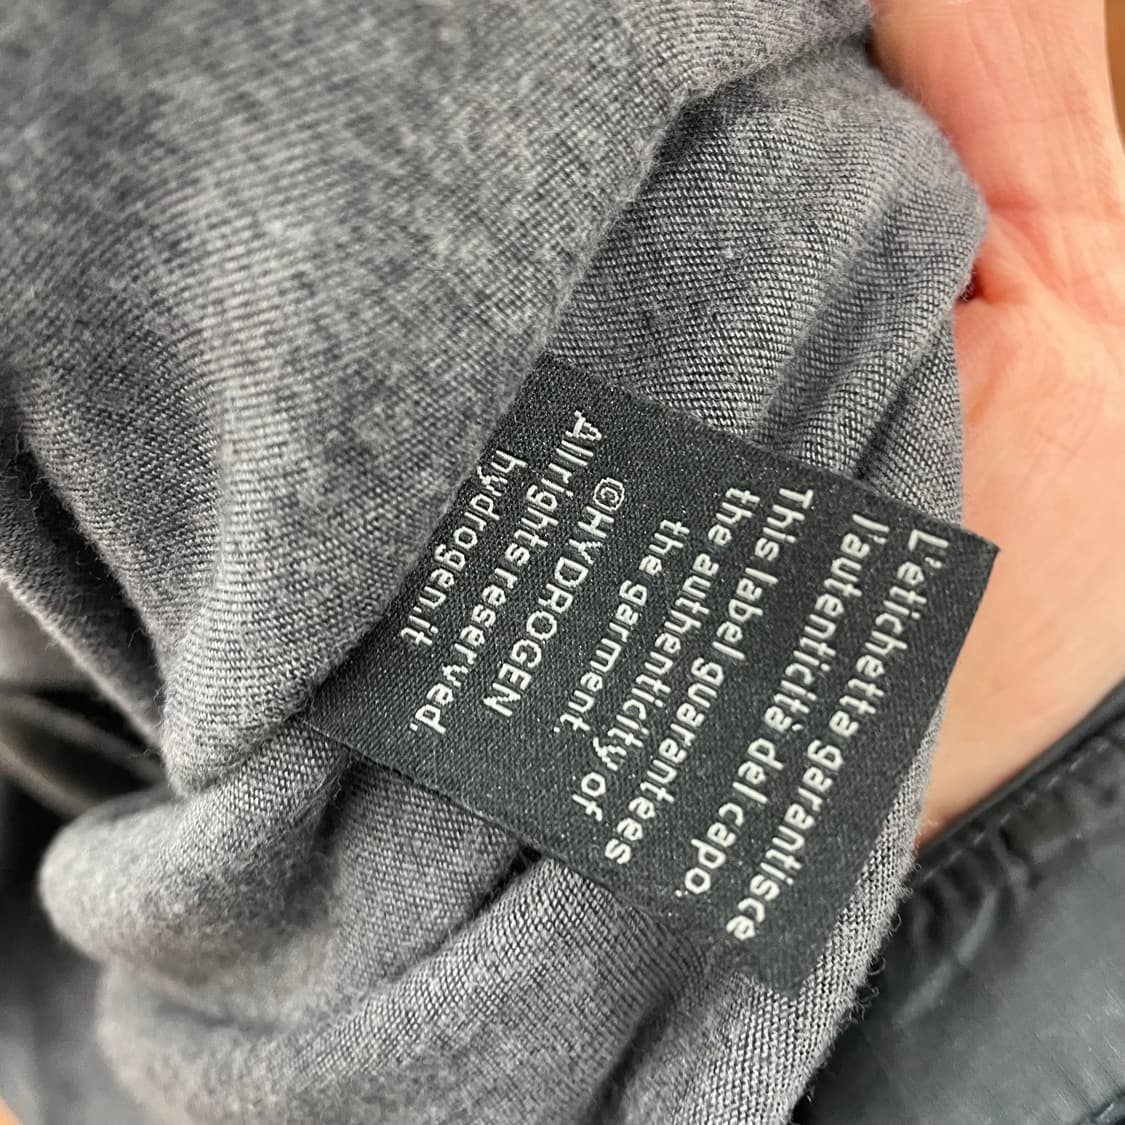 L'etichetta garantisce
l'autenticità del capo.
This label guarantees
the authenticity of
the garment.
©HYDROGEN
All rights reserved.
hydrogen.it